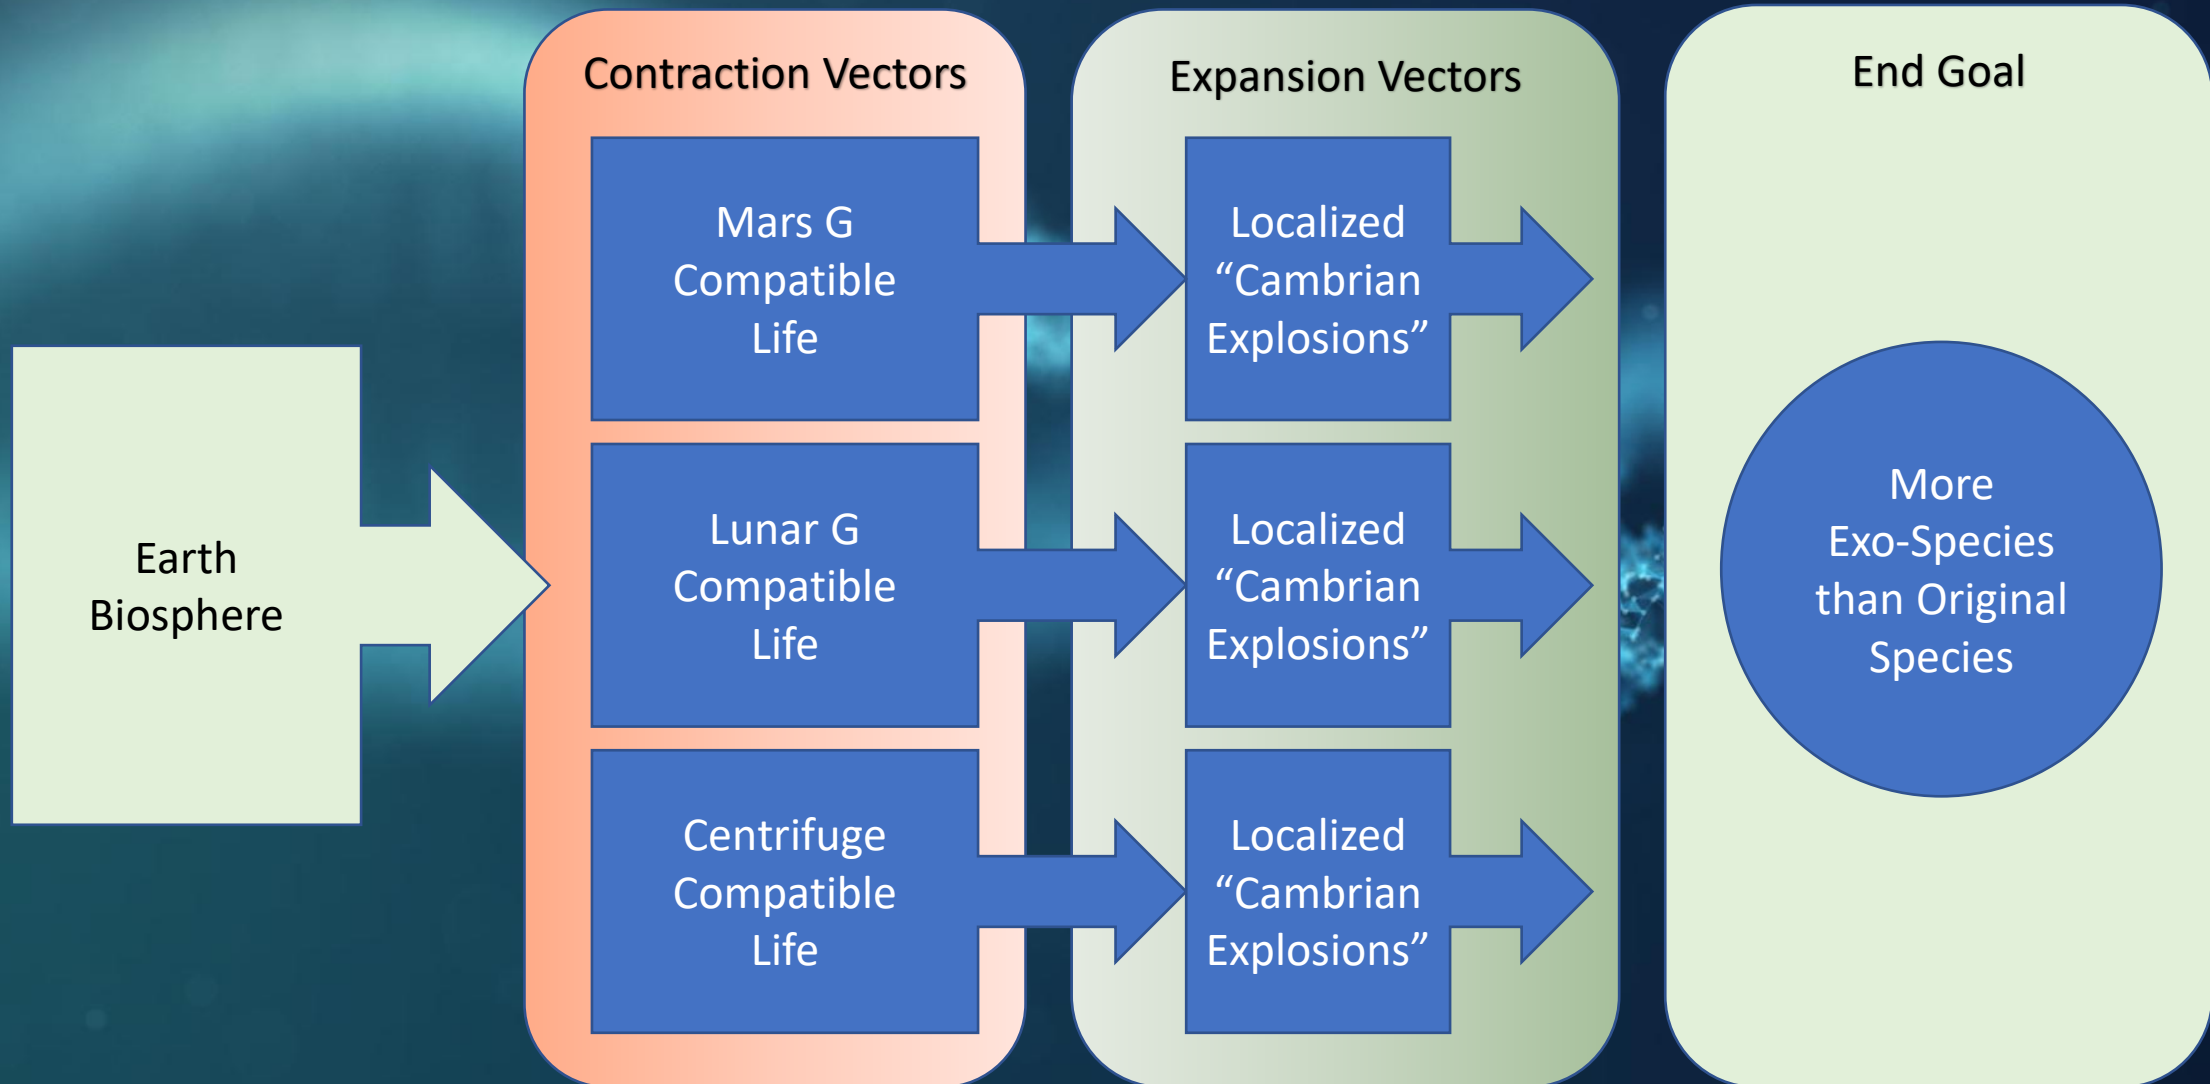 Earth
Biosphere
Contraction Vectors
Mars G
Compatible
Life
Lunar G
Compatible
Life
Centrifuge
Compatible
Life
Expansion Vectors
Localized
“Cambrian
Explosions”
Localized
“Cambrian
Explosions”
Localized
“Cambrian
Explosions”
End Goal
More
Exo-Species
than Original
Species